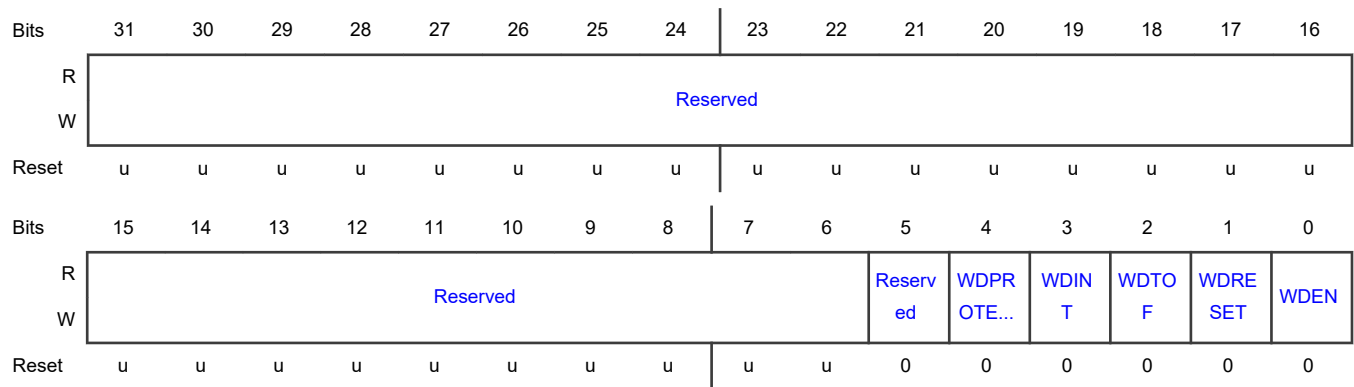 Bits 31 30 29 28 27 26 25 24 23 22 21 20 19 18 17 16
R
Reserved
W
Reset u u u u u u u u u u u u u u u u
Bits 15 14 13 12 11 10 9 8 7 6 5 4 3 2 1 0
R
Reserved Reserv WDPR WDIN WDTO WDRE WDEN
ed OTE... T F SET
W
Reset u u u u u u u u u u 0 0 0 0 0 0